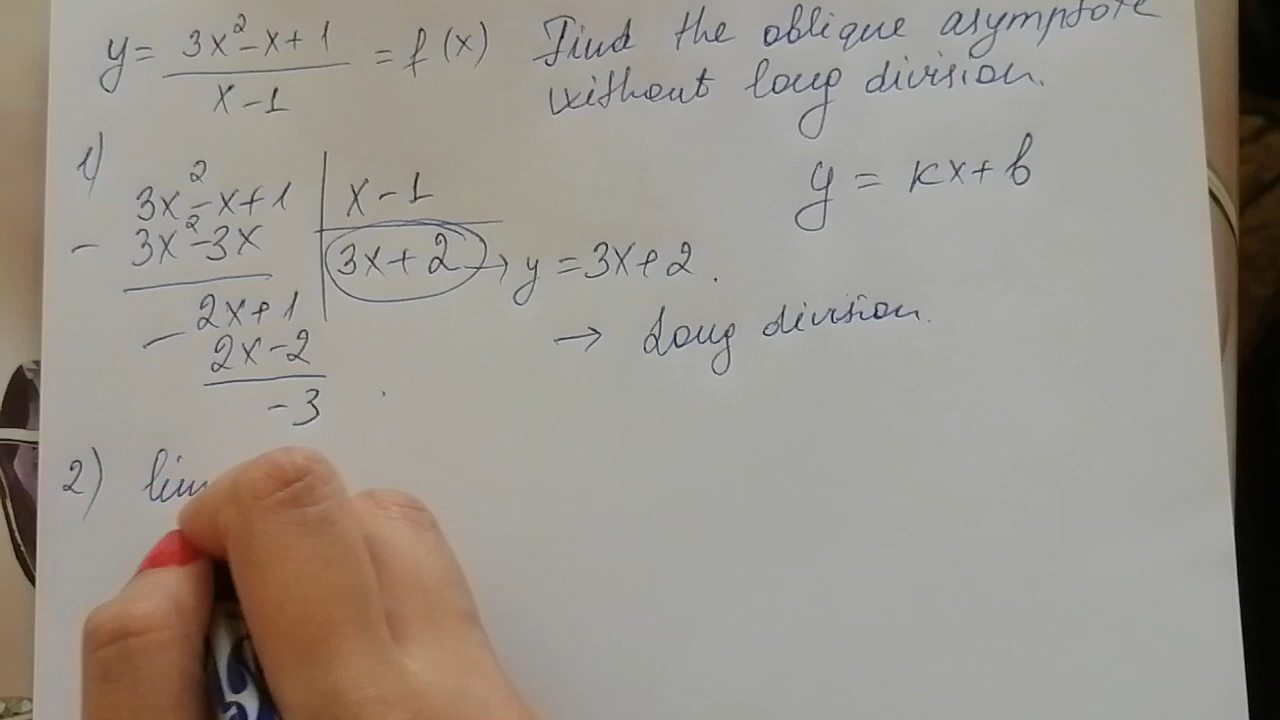 y = 3x²-x+1 / x-1 = f(x) Find the oblique asymptote
without long division.
y = kx+b
1)
3x²-x+1 | x-1
- 3x²-3x | 3x+2 → y = 3x+2.
2x+1
→ Long division.
- 2x-2
-3
2) lim